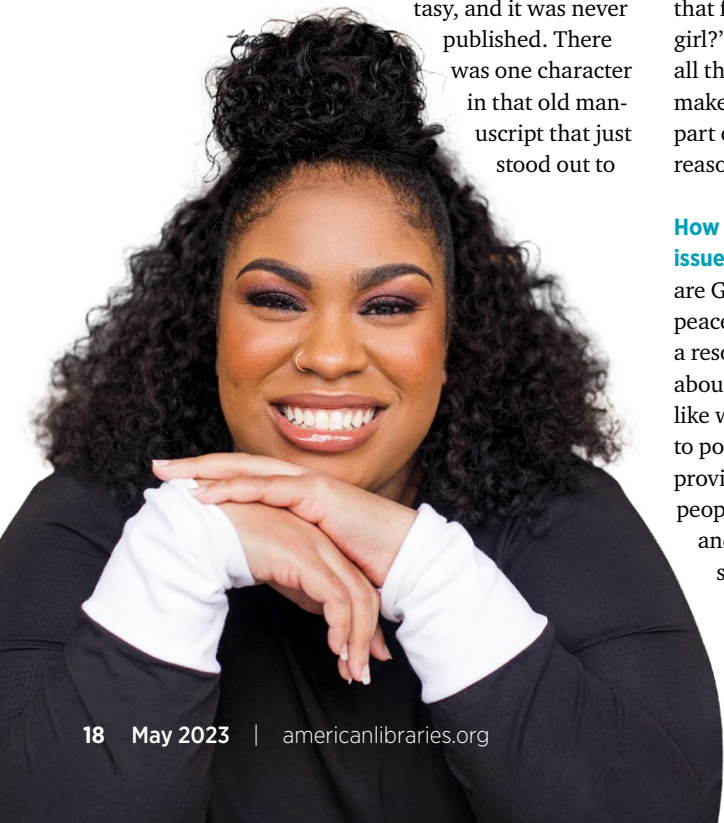 tasy, and it was never
published. There
was one character
in that old man-
uscript that just
stood out to
that
girl?'
all th
make
part
reaso
How
issue
are G
peace
a reso
abou
like w
to po
provi
peop
an
s
18 May 2023 | americanlibraries.org